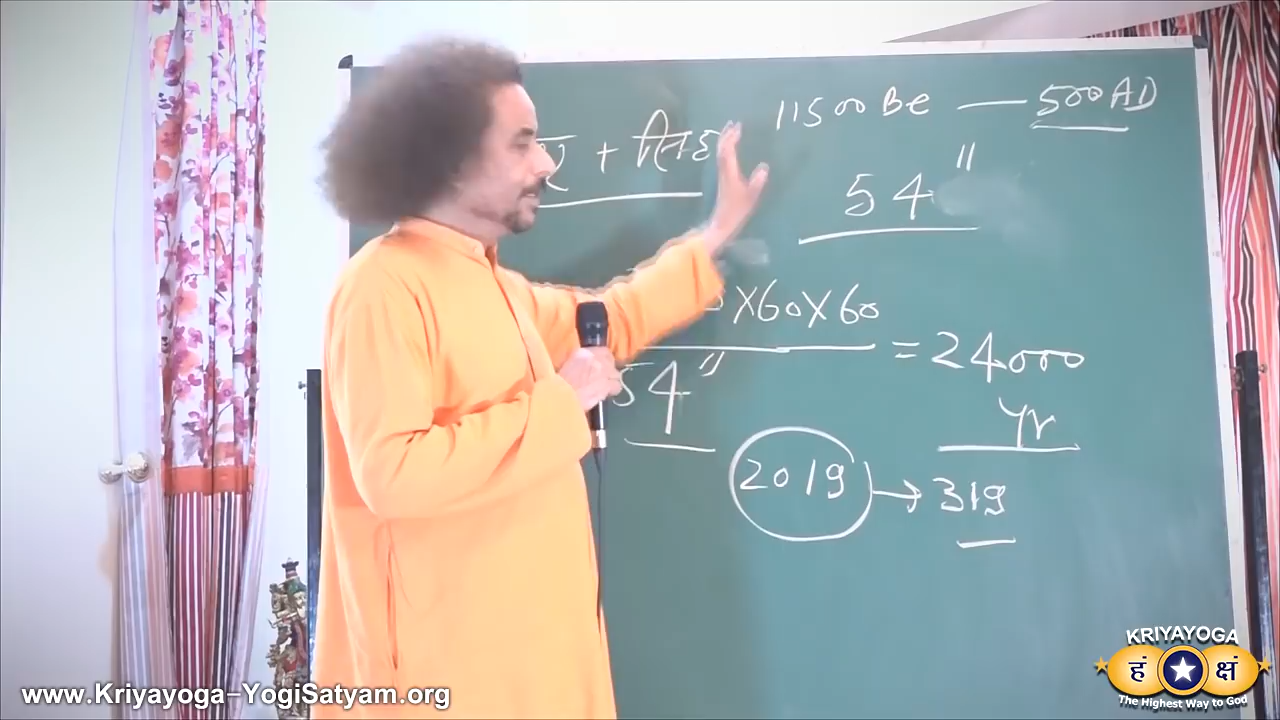 11500 BC — 500 AD
54"
X60X60
54" = 24000
yr
2019 → 319
KRIYAYOGA
हं क्षं
The Highest Way to God
www.Kriyayoga-YogiSatyam.org